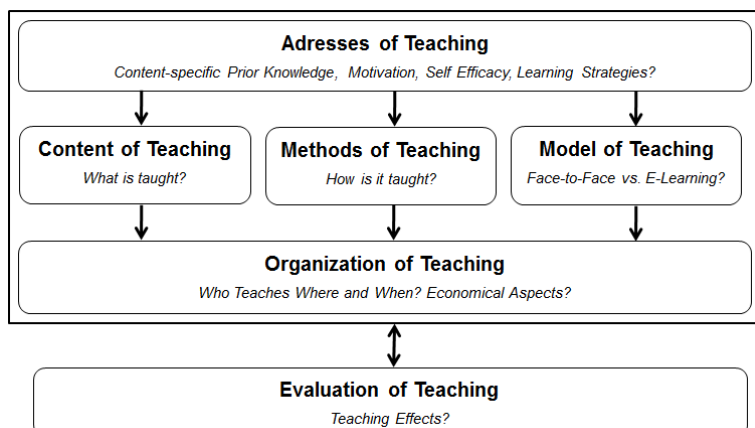 Adresses of Teaching
Content-specific Prior Knowledge, Motivation, Self Efficacy, Learning Strategies?
Content of Teaching
What is taught?
Methods of Teaching
How is it taught?
Model of Teaching
Face-to-Face vs. E-Learning?
Organization of Teaching
Who Teaches Where and When? Economical Aspects?
Evaluation of Teaching
Teaching Effects?